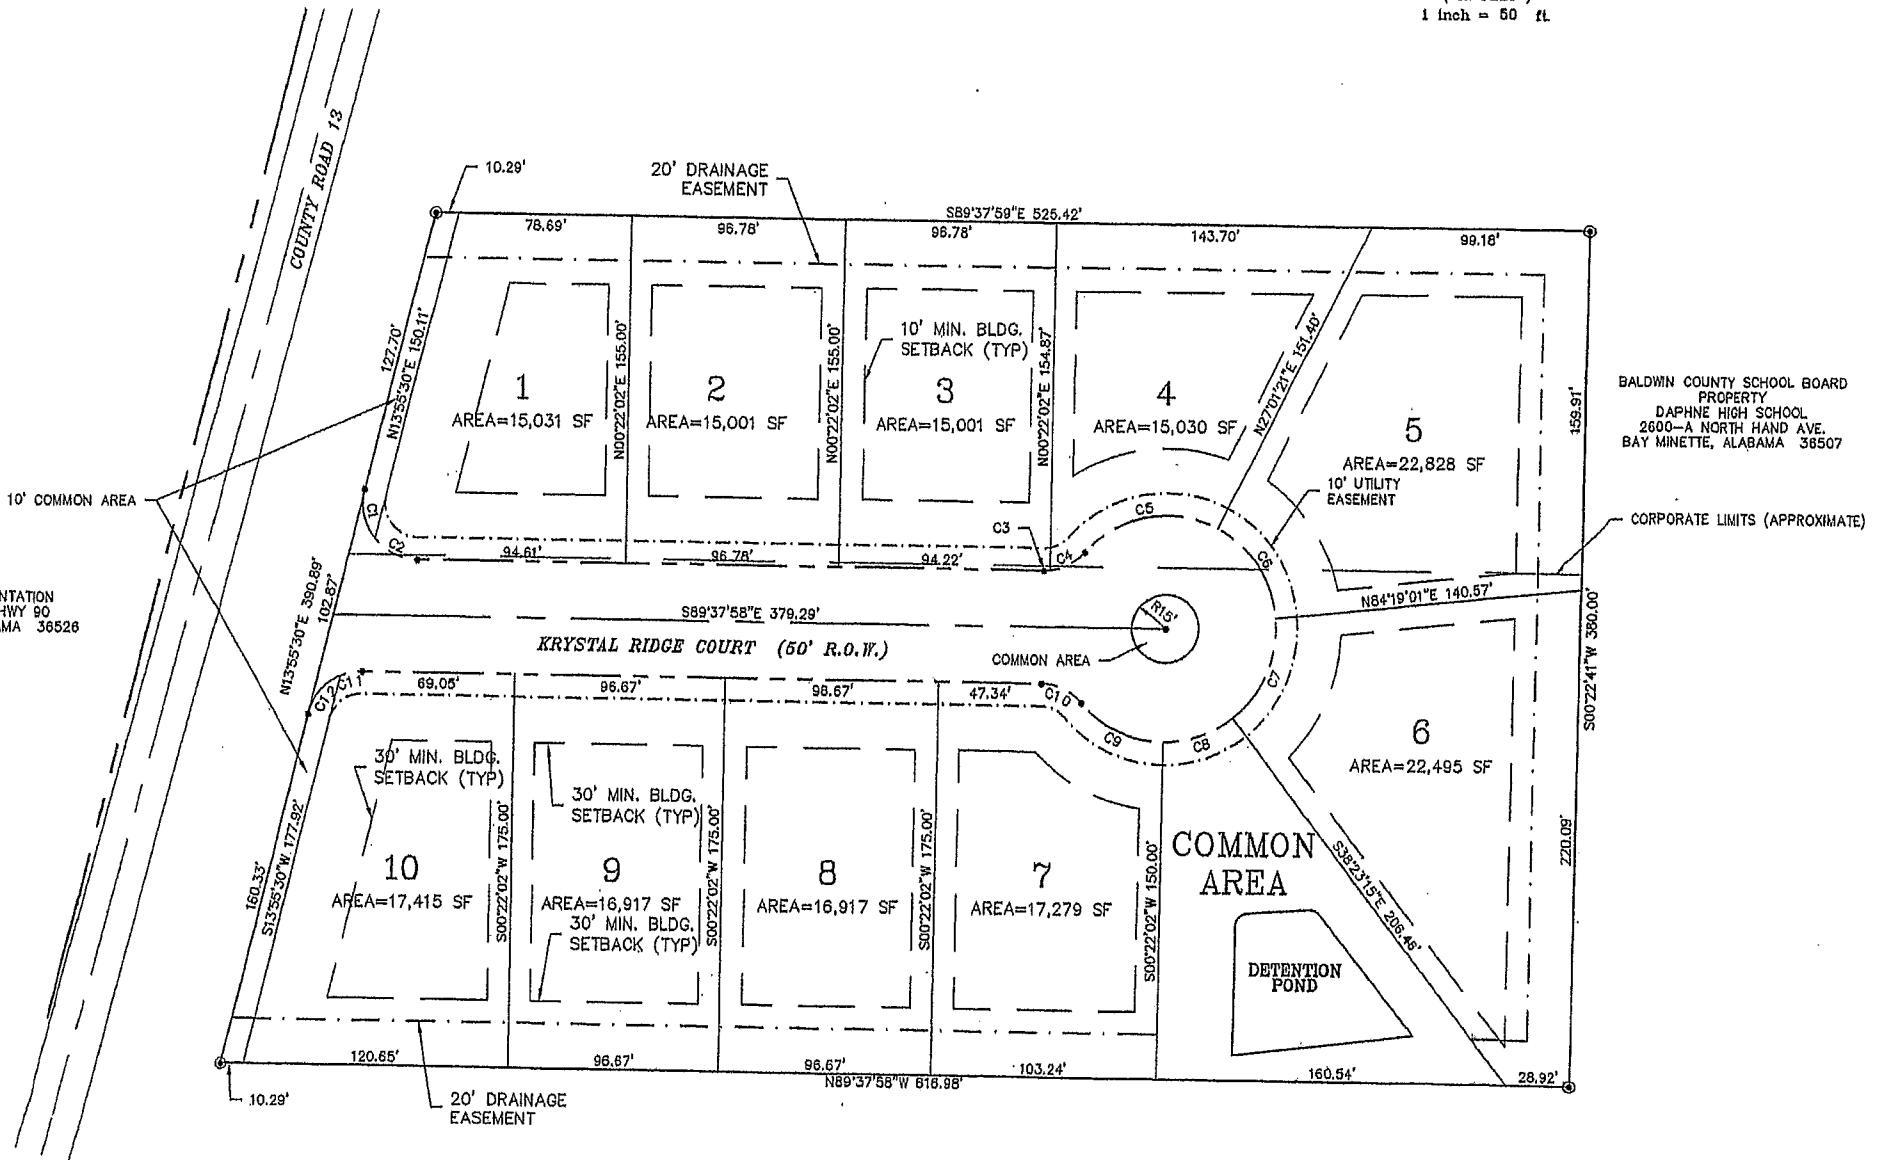 1 inch = 50 ft.
COUNTY ROAD 13
10.29'
20' DRAINAGE
EASEMENT
S89°37'59"E 525.42'
78.69'
96.78'
96.78'
143.70'
99.18'
127.70'
N13°55'30"E 150.11'
N00°22'02"E 155.00'
N00°22'02"E 155.00'
N00°22'02"E 154.87'
N27°01'21"E 151.40'
159.91'
10' MIN. BLDG.
SETBACK (TYP)
1
AREA=15,031 SF
2
AREA=15,001 SF
3
AREA=15,001 SF
4
AREA=15,030 SF
5
AREA=22,828 SF
10' UTILITY
EASEMENT
BALDWIN COUNTY SCHOOL BOARD
PROPERTY
DAPHNE HIGH SCHOOL
2600-A NORTH HAND AVE.
BAY MINETTE, ALABAMA 36507
CORPORATE LIMITS (APPROXIMATE)
10' COMMON AREA
C1
C2
C3
C4
C5
C6
94.61'
96.78'
94.22'
NTATION
HWY 90
MA 36526
N13°55'30"E 390.89'
102.87'
S89°37'58"E 379.29'
R15'
N84°19'01"E 140.57'
S00°22'41"W 380.00'
KRYSTAL RIDGE COURT (50' R.O.W.)
COMMON AREA
C12
C11
69.05'
96.67'
96.67'
47.34'
C10
C9
C8
C7
30' MIN. BLDG.
SETBACK (TYP)
30' MIN. BLDG.
SETBACK (TYP)
6
AREA=22,495 SF
160.33'
S13°55'30"W 177.92'
10
AREA=17,415 SF
S00°22'02"W 175.00'
9
AREA=16,917 SF
30' MIN. BLDG.
SETBACK (TYP)
S00°22'02"W 175.00'
8
AREA=16,917 SF
S00°22'02"W 175.00'
7
AREA=17,279 SF
S00°22'02"W 150.00'
COMMON
AREA
S38°23'15"E 206.46'
220.09'
DETENTION
POND
120.65'
96.67'
96.67'
103.24'
160.54'
28.92'
N89°37'58"W 616.98'
10.29'
20' DRAINAGE
EASEMENT